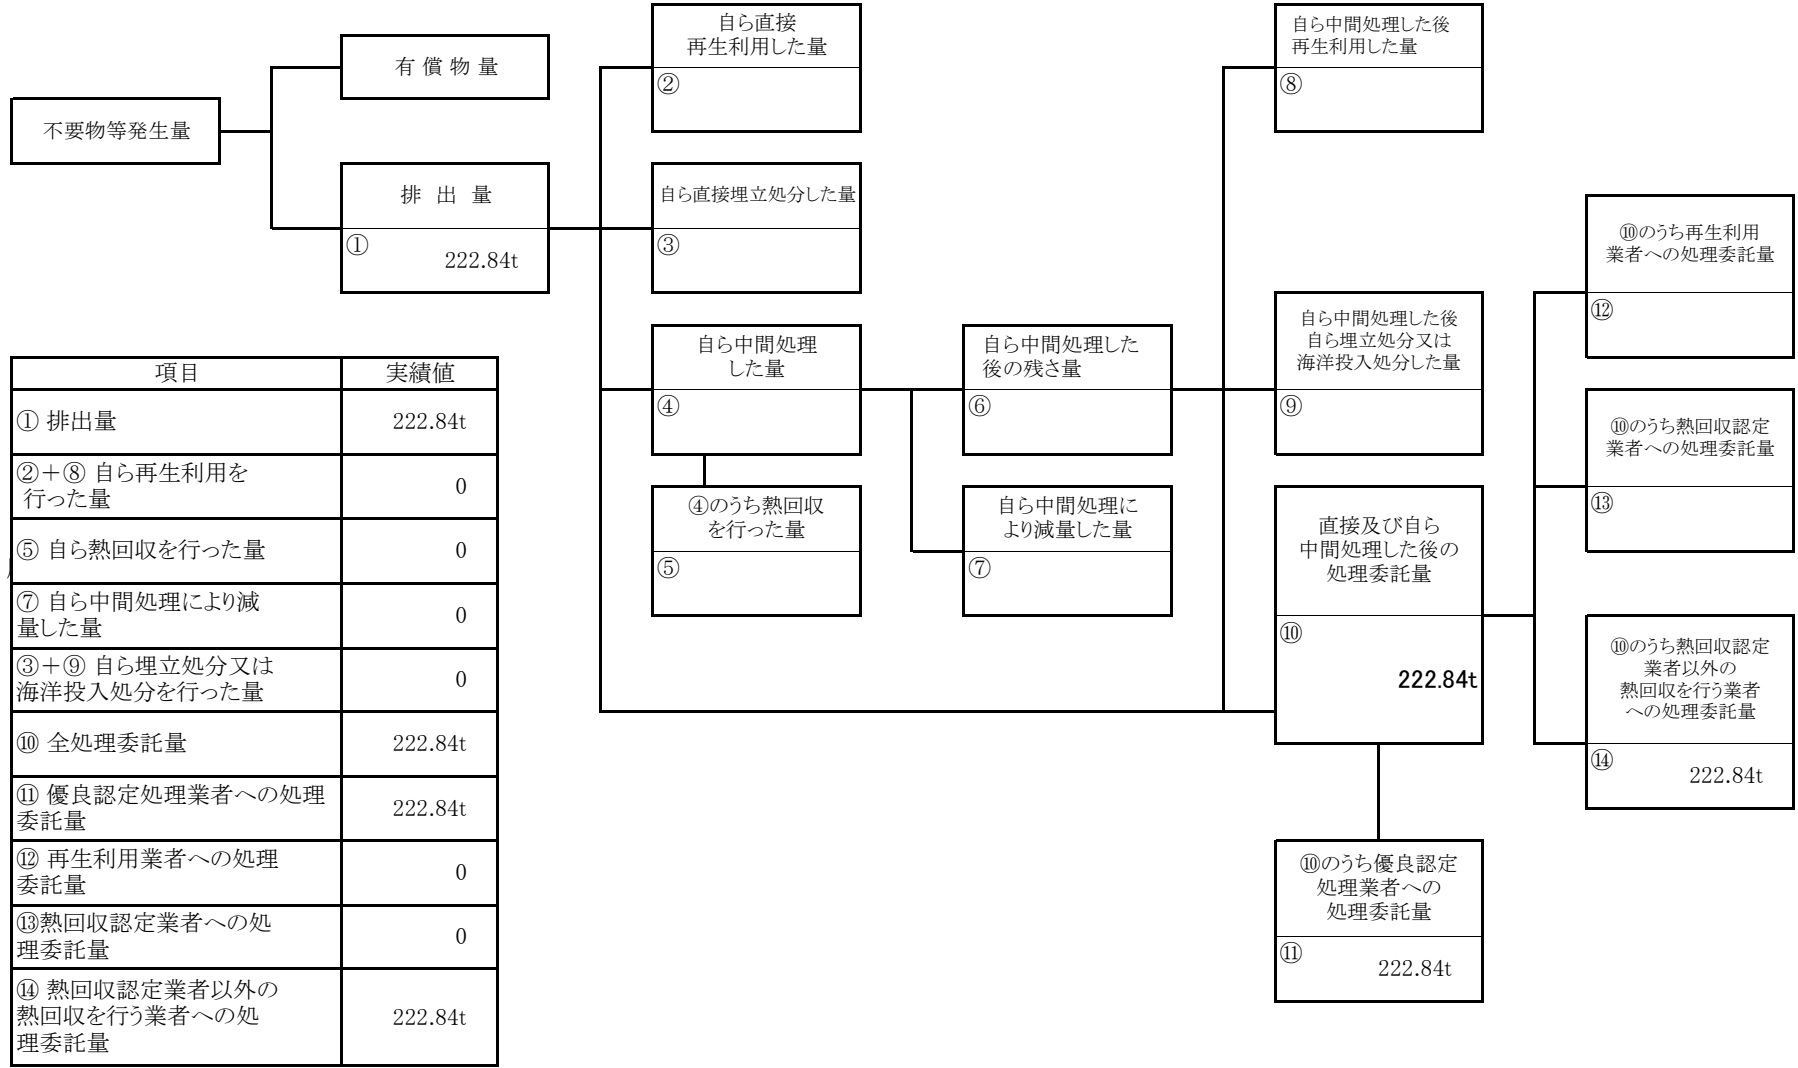 自ら直接
再生利用した量
②
自ら中間処理した後
再生利用した量
⑧
有 償 物 量
不要物等発生量
排 出 量
①
222.84t
自ら直接埋立処分した量
③
⑩のうち再生利用
業者への処理委託量
⑫
自ら中間処理
した量
④
自ら中間処理した
後の残さ量
⑥
自ら中間処理した後
自ら埋立処分又は
海洋投入処分した量
⑨
⑩のうち熱回収認定
業者への処理委託量
⑬
④のうち熱回収
を行った量
⑤
自ら中間処理に
より減量した量
⑦
直接及び自ら
中間処理した後の
処理委託量
⑩
222.84t
⑩のうち熱回収認定
業者以外の
熱回収を行う業者
への処理委託量
⑭
222.84t
⑩のうち優良認定
処理業者への
処理委託量
⑪
222.84t
項目 実績値
① 排出量 222.84t
②＋⑧ 自ら再生利用を
行った量 0
⑤ 自ら熱回収を行った量 0
⑦ 自ら中間処理により減
量した量 0
③＋⑨ 自ら埋立処分又は
海洋投入処分を行った量 0
⑩ 全処理委託量 222.84t
⑪ 優良認定処理業者への処理
委託量 222.84t
⑫ 再生利用業者への処理
委託量 0
⑬熱回収認定業者への処
理委託量 0
⑭ 熱回収認定業者以外の
熱回収を行う業者への処
理委託量 222.84t